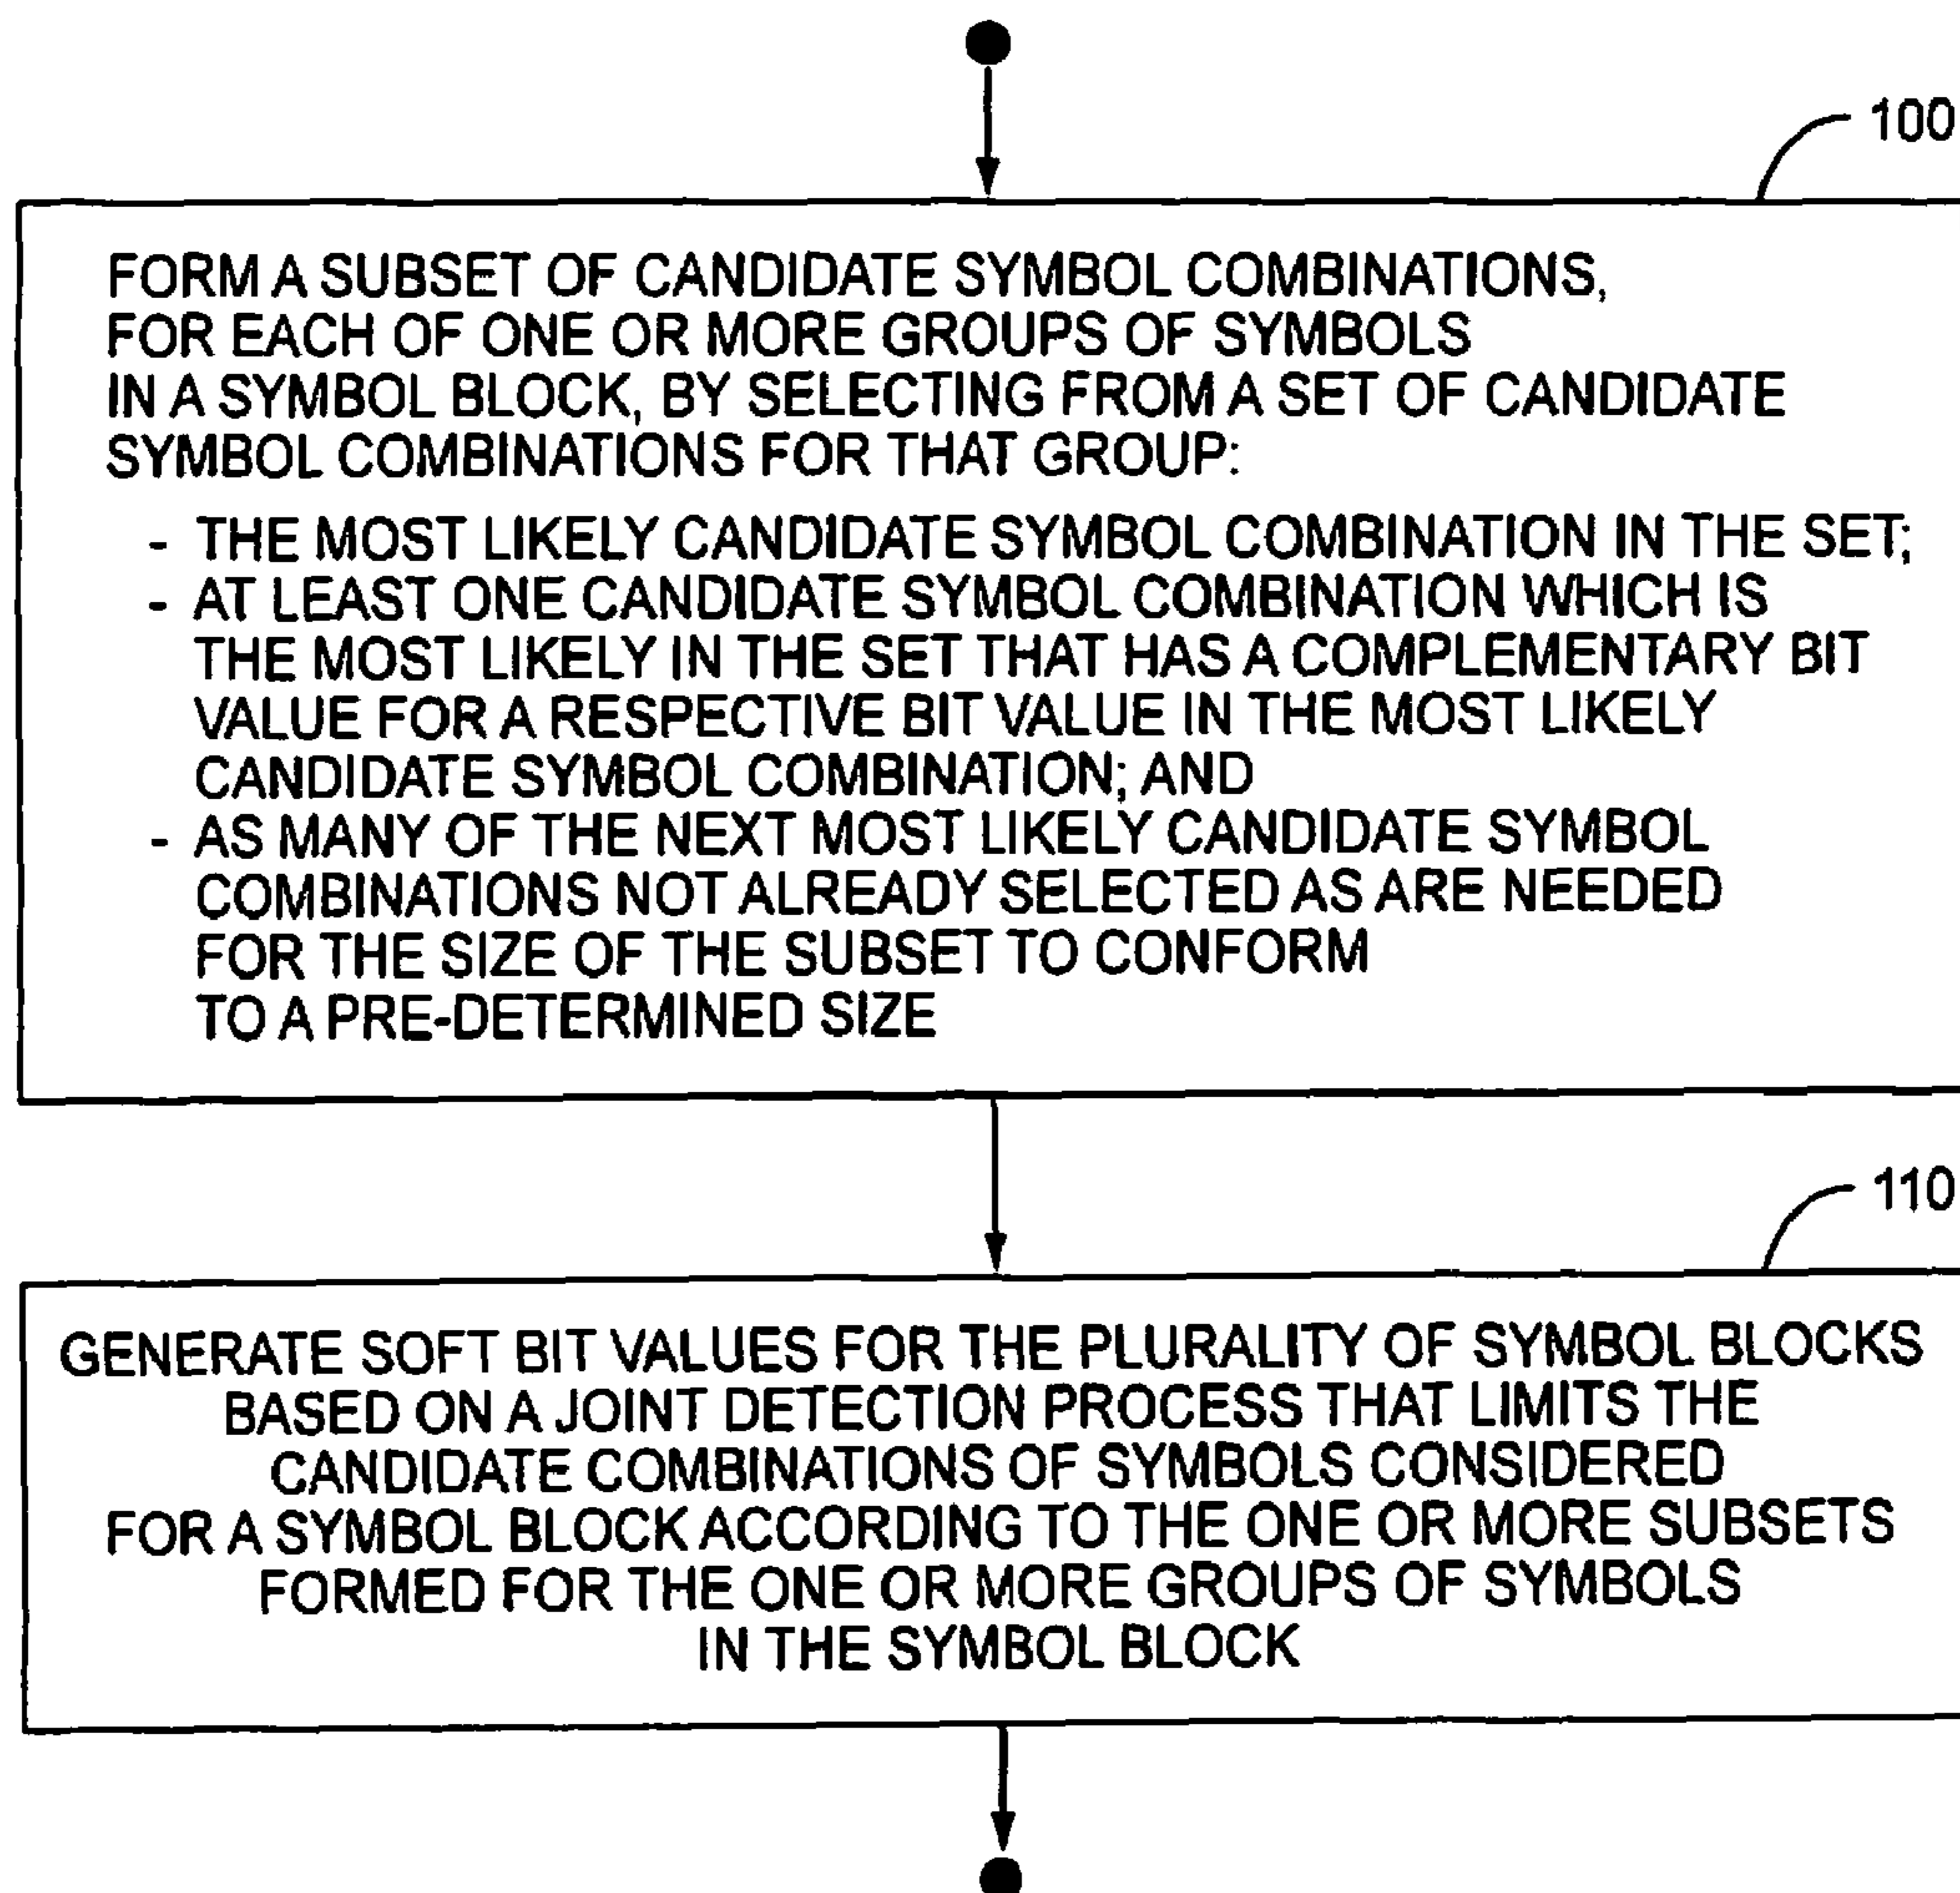 100
FORM A SUBSET OF CANDIDATE SYMBOL COMBINATIONS,
FOR EACH OF ONE OR MORE GROUPS OF SYMBOLS
IN A SYMBOL BLOCK, BY SELECTING FROM A SET OF CANDIDATE
SYMBOL COMBINATIONS FOR THAT GROUP:
- THE MOST LIKELY CANDIDATE SYMBOL COMBINATION IN THE SET;
- AT LEAST ONE CANDIDATE SYMBOL COMBINATION WHICH IS
THE MOST LIKELY IN THE SET THAT HAS A COMPLEMENTARY BIT
VALUE FOR A RESPECTIVE BIT VALUE IN THE MOST LIKELY
CANDIDATE SYMBOL COMBINATION; AND
- AS MANY OF THE NEXT MOST LIKELY CANDIDATE SYMBOL
COMBINATIONS NOT ALREADY SELECTED AS ARE NEEDED
FOR THE SIZE OF THE SUBSET TO CONFORM
TO A PRE-DETERMINED SIZE
110
GENERATE SOFT BIT VALUES FOR THE PLURALITY OF SYMBOL BLOCKS
BASED ON A JOINT DETECTION PROCESS THAT LIMITS THE
CANDIDATE COMBINATIONS OF SYMBOLS CONSIDERED
FOR A SYMBOL BLOCK ACCORDING TO THE ONE OR MORE SUBSETS
FORMED FOR THE ONE OR MORE GROUPS OF SYMBOLS
IN THE SYMBOL BLOCK